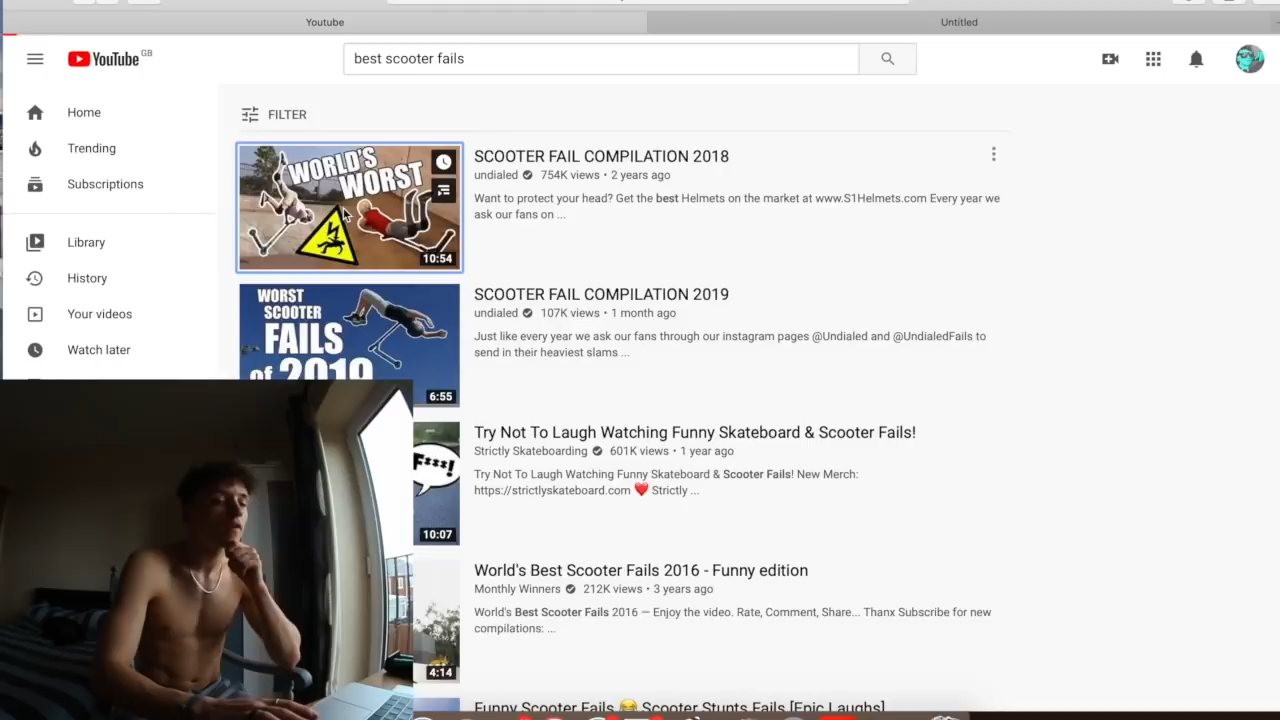 Youtube
Untitled
YouTube GB
best scooter fails
Home
Trending
Subscriptions
Library
History
Your videos
Watch later
FILTER
WORLD'S
WORST
10:54
SCOOTER FAIL COMPILATION 2018
undialed 754K views • 2 years ago
Want to protect your head? Get the best Helmets on the market at www.S1Helmets.com Every year we
ask our fans on ...
WORST
SCOOTER
FAILS
of 2019
6:55
SCOOTER FAIL COMPILATION 2019
undialed 107K views • 1 month ago
Just like every year we ask our fans through our instagram pages @Undialed and @UndialedFails to
send in their heaviest slams ...
F***!
10:07
Try Not To Laugh Watching Funny Skateboard & Scooter Fails!
Strictly Skateboarding 601K views • 1 year ago
Try Not To Laugh Watching Funny Skateboard & Scooter Fails! New Merch:
https://strictlyskateboard.com ❤️ Strictly ...
4:14
World's Best Scooter Fails 2016 - Funny edition
Monthly Winners 212K views • 3 years ago
World's Best Scooter Fails 2016 — Enjoy the video. Rate, Comment, Share... Thanx Subscribe for new
compilations: ...
Funny Scooter Fails 😂 Scooter Stunts Fails [Epic Laughs]